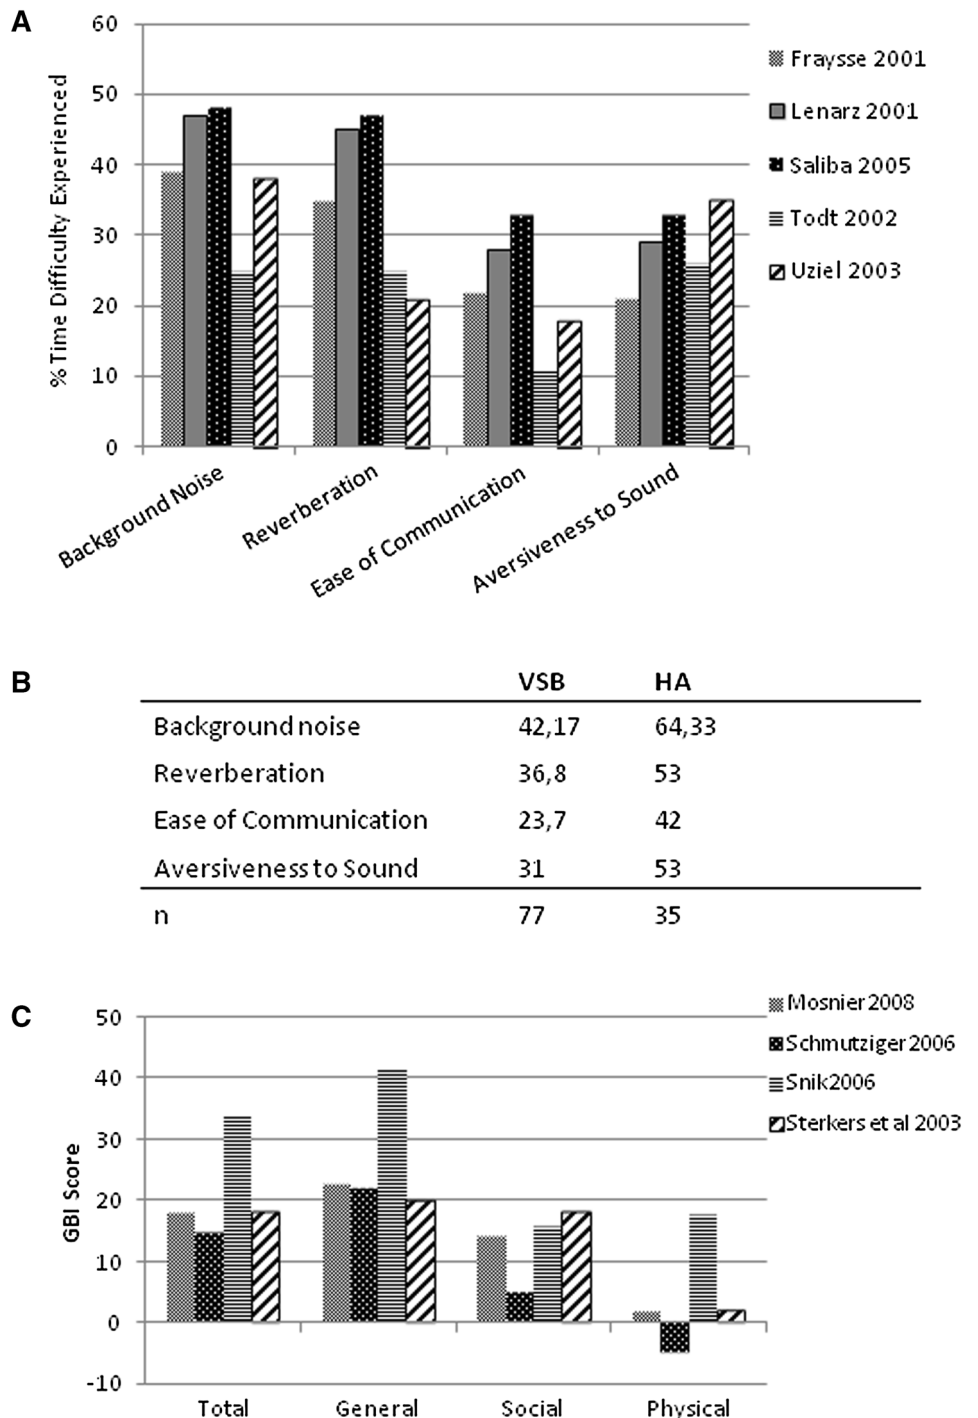 A
60
50
40
30
20
10
0
% Time Difficulty Experienced
Background Noise
Reverberation
Ease of Communication
Aversiveness to Sound
Fraysse 2001
Lenarz 2001
Saliba 2005
Todt 2002
Uziel 2003
B
VSB HA
Background noise 42,17 64,33
Reverberation 36,8 53
Ease of Communication 23,7 42
Aversiveness to Sound 31 53
n 77 35
C
50
40
30
20
10
0
-10
GBI Score
Total
General
Social
Physical
Mosnier 2008
Schmutziger 2006
Snik 2006
Sterkers et al 2003